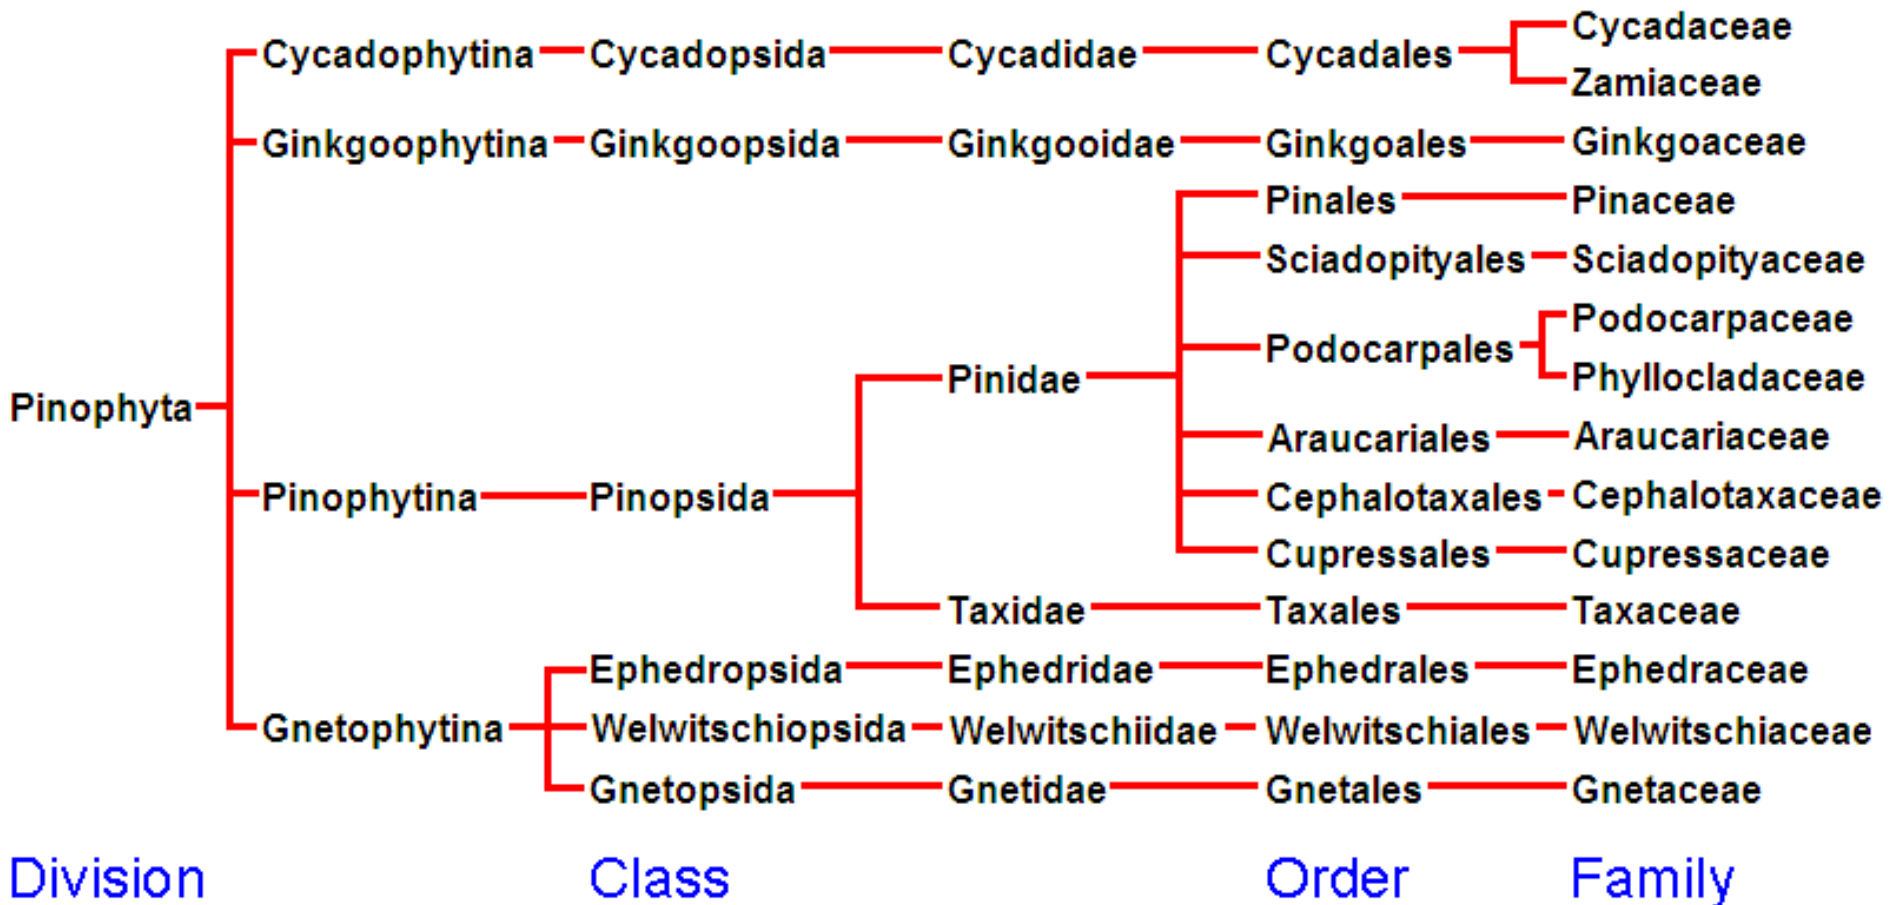 Cycadaceae
Cycadophytina Cycadopsida Cycadidae Cycadales
Zamiaceae
Ginkgoophytina Ginkgoopsida Ginkgooidae Ginkgoales Ginkgoaceae
Pinales Pinaceae
Sciadopityales Sciadopityaceae
Podocarpaceae
Podocarpales
Pinidae Phyllocladaceae
Pinophyta
Araucariales Araucariaceae
Pinophytina Pinopsida Cephalotaxales Cephalotaxaceae
Cupressales Cupressaceae
Taxidae Taxales Taxaceae
Ephedropsida Ephedridae Ephedrales Ephedraceae
Gnetophytina Welwitschiopsida Welwitschiidae Welwitschiales Welwitschiaceae
Gnetopsida Gnetidae Gnetales Gnetaceae
Division Class Order Family